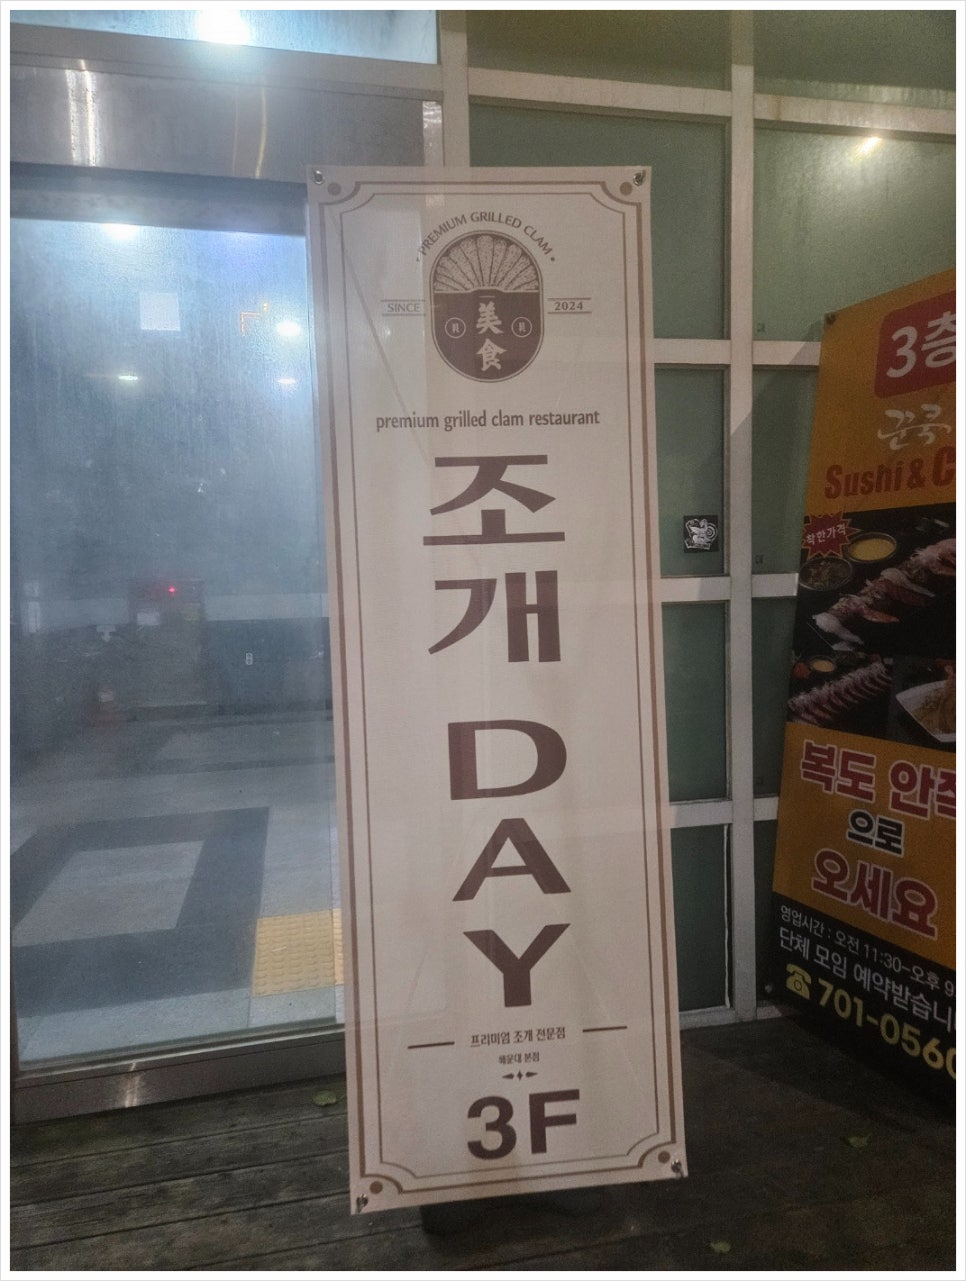 PREMIUM GRILLED CLAM
SINCE 2024
美
食
premium grilled clam restaurant
조
개
D
A
Y
프리미엄 조개 전문점
해운대 본점
3F
3층
Sushi & C
착한가격
복도 안쪽
으로
오세요
영업시간 : 오전 11:30-오후 9
단체 모임 예약받습니
☎701-0560